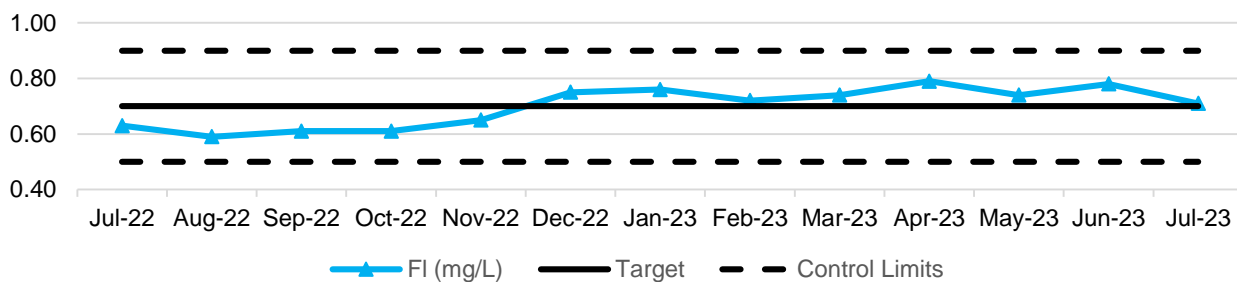 1.00
0.80
0.60
0.40
Jul-22 Aug-22 Sep-22 Oct-22 Nov-22 Dec-22 Jan-23 Feb-23 Mar-23 Apr-23 May-23 Jun-23 Jul-23
Fl (mg/L) Target Control Limits